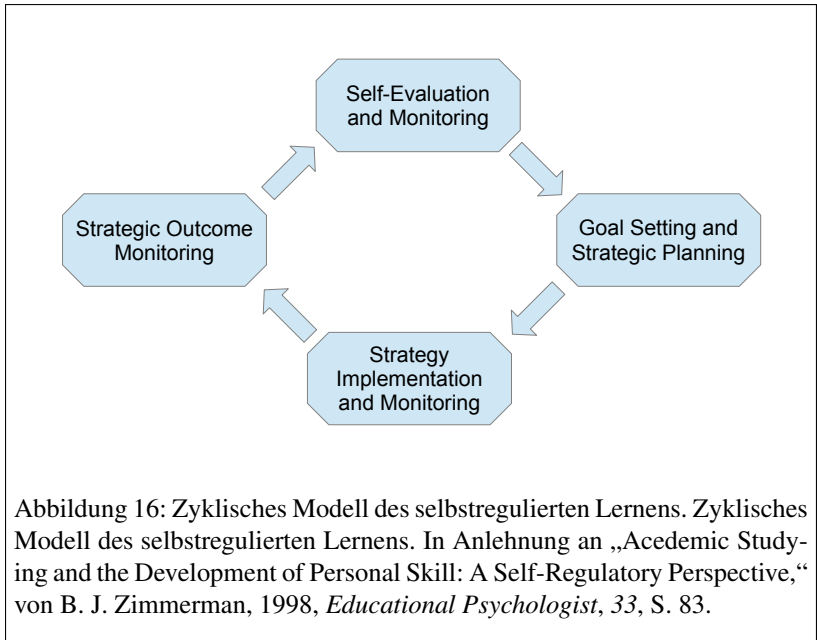 Self-Evaluation
and Monitoring
Strategic Outcome
Monitoring
Goal Setting and
Strategic Planning
Strategy
Implementation
and Monitoring
Abbildung 16: Zyklisches Modell des selbstregulierten Lernens. Zyklisches
Modell des selbstregulierten Lernens. In Anlehnung an „Acedemic Study-
ing and the Development of Personal Skill: A Self-Regulatory Perspective,“
von B. J. Zimmerman, 1998, Educational Psychologist, 33, S. 83.